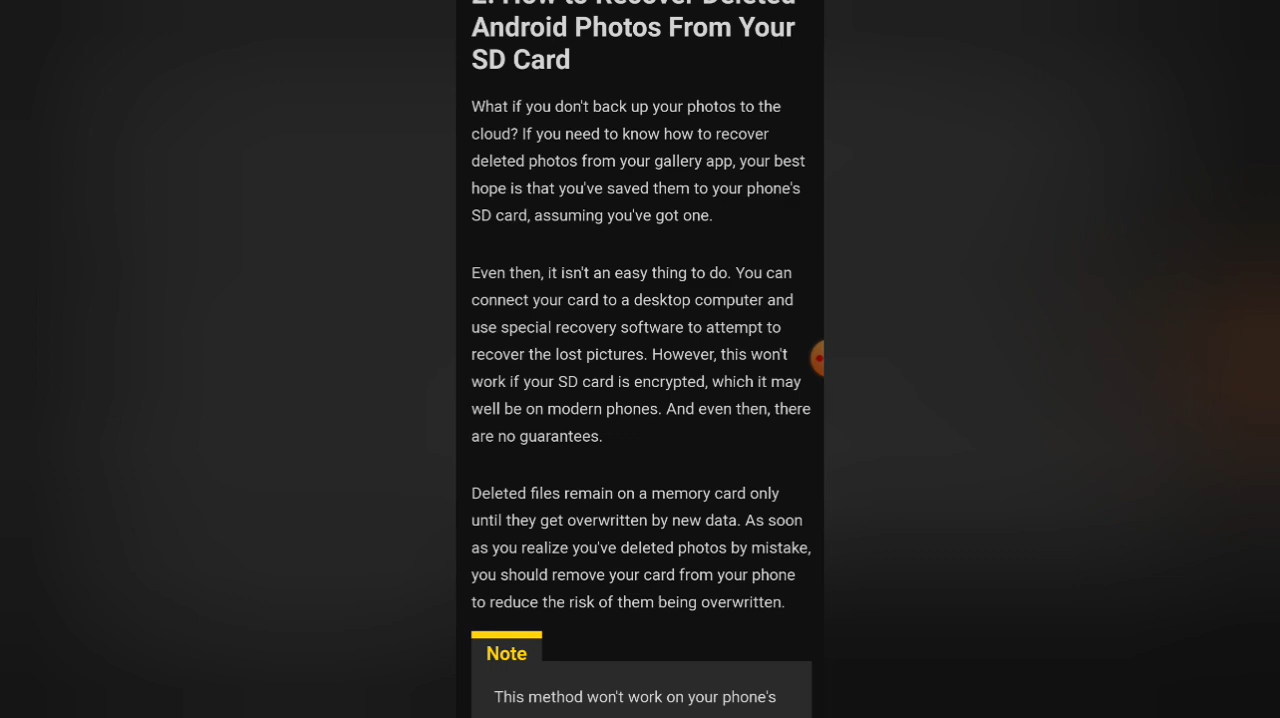 2. How to Recover Deleted
Android Photos From Your
SD Card
What if you don't back up your photos to the
cloud? If you need to know how to recover
deleted photos from your gallery app, your best
hope is that you've saved them to your phone's
SD card, assuming you've got one.
Even then, it isn't an easy thing to do. You can
connect your card to a desktop computer and
use special recovery software to attempt to
recover the lost pictures. However, this won't
work if your SD card is encrypted, which it may
well be on modern phones. And even then, there
are no guarantees.
Deleted files remain on a memory card only
until they get overwritten by new data. As soon
as you realize you've deleted photos by mistake,
you should remove your card from your phone
to reduce the risk of them being overwritten.
Note
This method won't work on your phone's